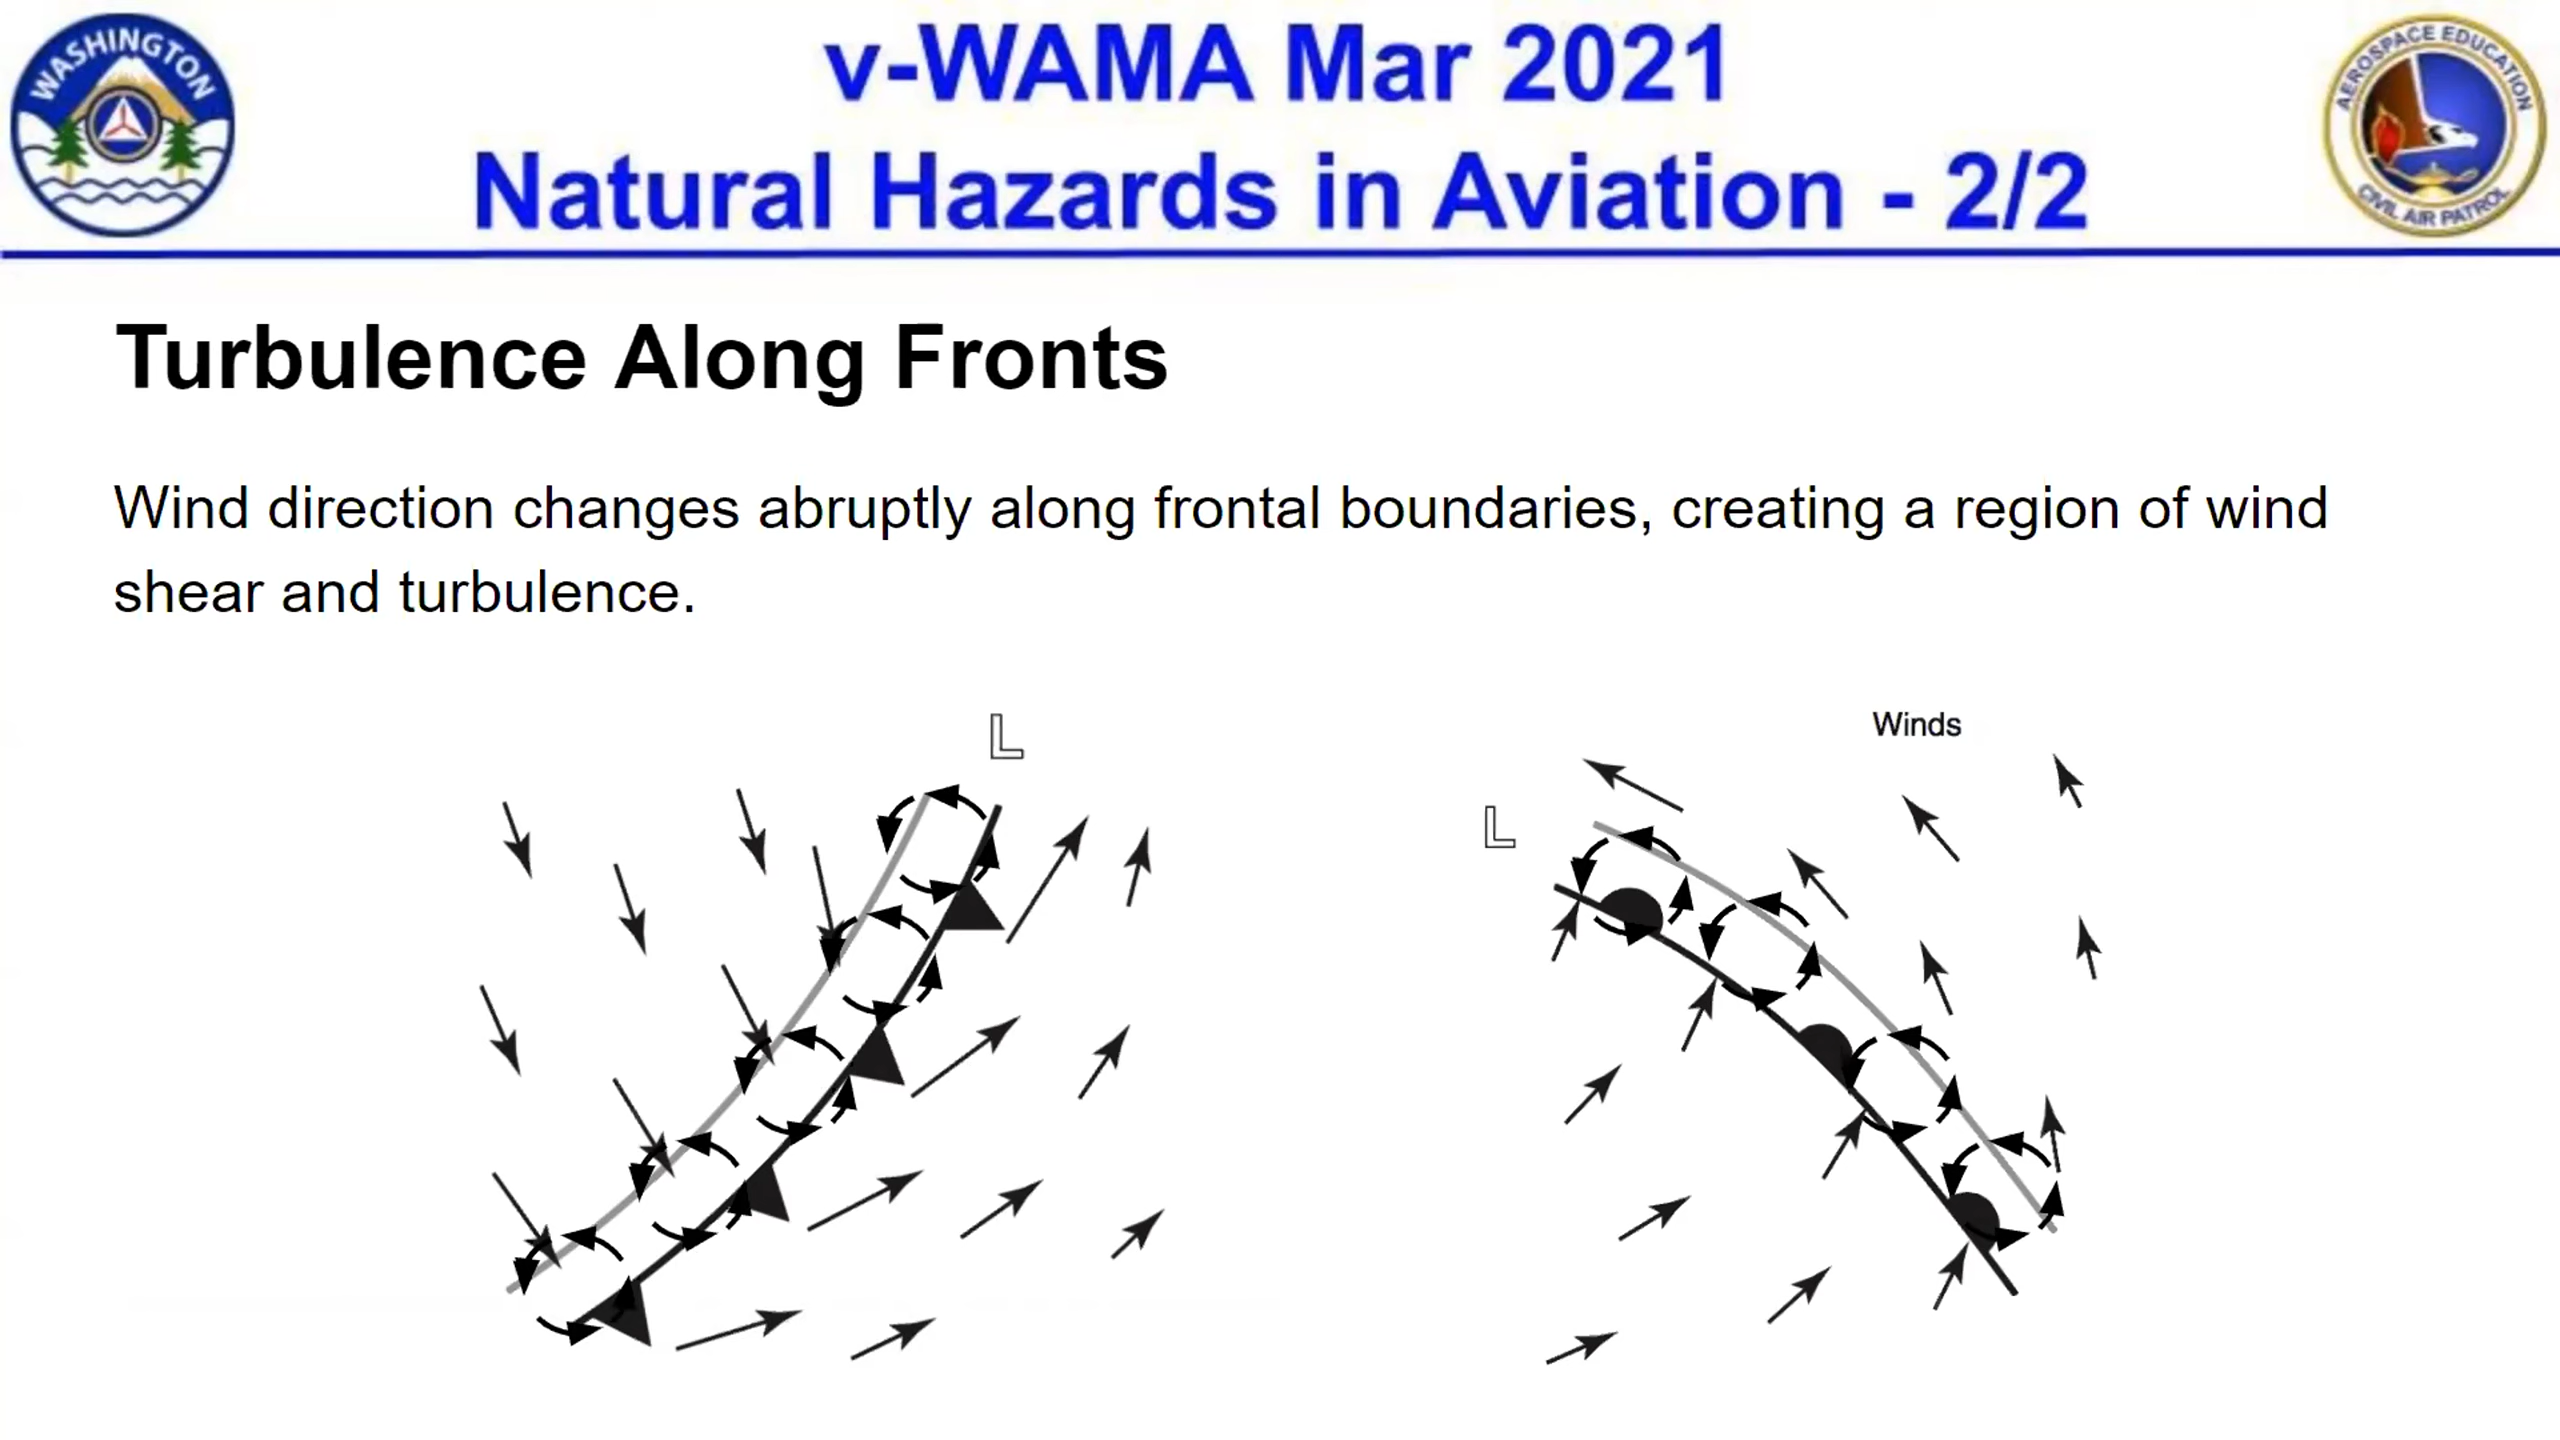 WASHINGTON
v-WAMA Mar 2021
Natural Hazards in Aviation - 2/2
AEROSPACE EDUCATION
CIVIL AIR PATROL
Turbulence Along Fronts
Wind direction changes abruptly along frontal boundaries, creating a region of wind
shear and turbulence.
L
Winds
L